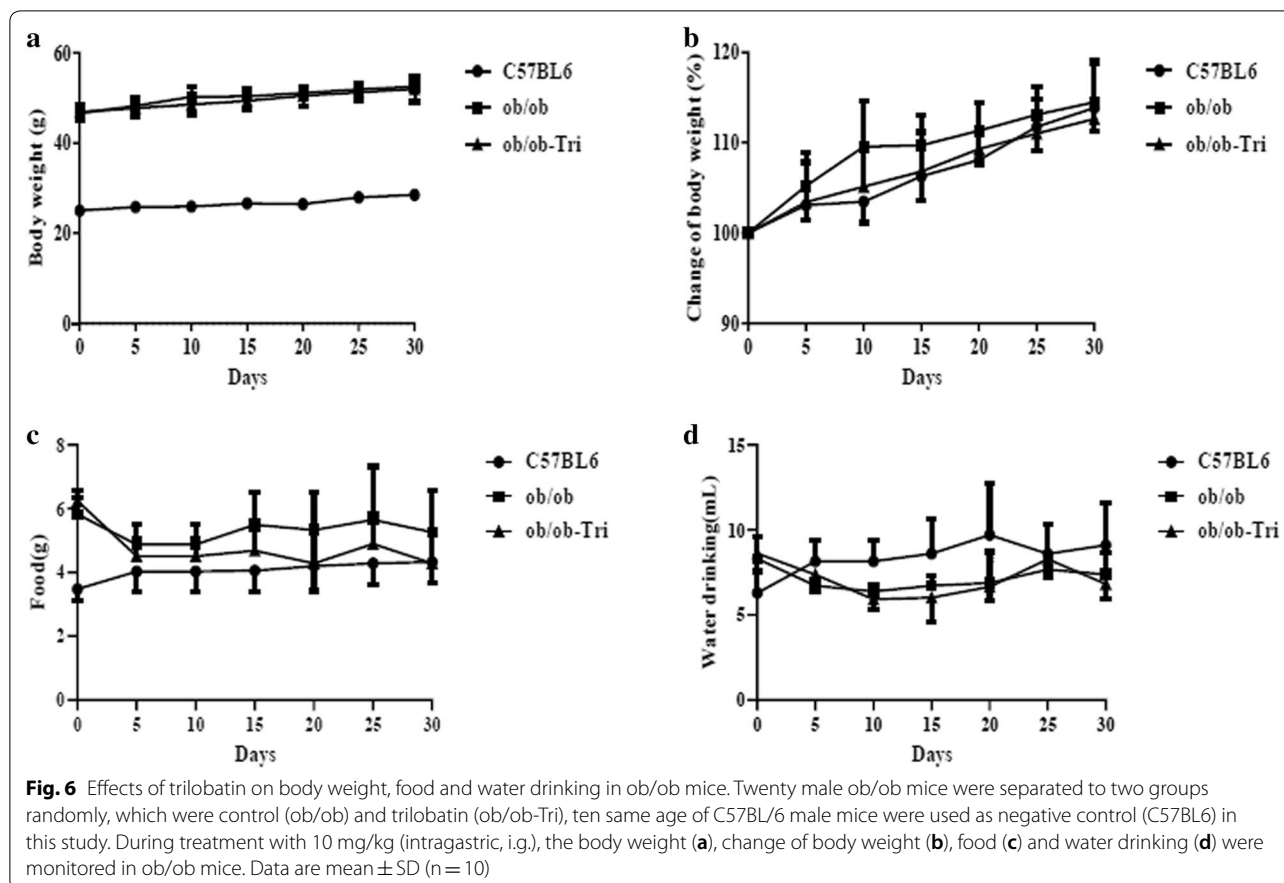 a
60
40
20
0
Body weight (g)
0 5 10 15 20 25 30
Days
C57BL6
ob/ob
ob/ob-Tri
b
120
110
100
90
Change of body weight (%)
0 5 10 15 20 25 30
Days
C57BL6
ob/ob
ob/ob-Tri
c
8
6
4
2
0
Food(g)
0 5 10 15 20 25 30
Days
C57BL6
ob/ob
ob/ob-Tri
d
15
10
5
0
Water drinking(mL)
0 5 10 15 20 25 30
Days
C57BL6
ob/ob
ob/ob-Tri
Fig. 6 Effects of trilobatin on body weight, food and water drinking in ob/ob mice. Twenty male ob/ob mice were separated to two groups
randomly, which were control (ob/ob) and trilobatin (ob/ob-Tri), ten same age of C57BL/6 male mice were used as negative control (C57BL6) in
this study. During treatment with 10 mg/kg (intragastric, i.g.), the body weight (a), change of body weight (b), food (c) and water drinking (d) were
monitored in ob/ob mice. Data are mean ± SD (n = 10)